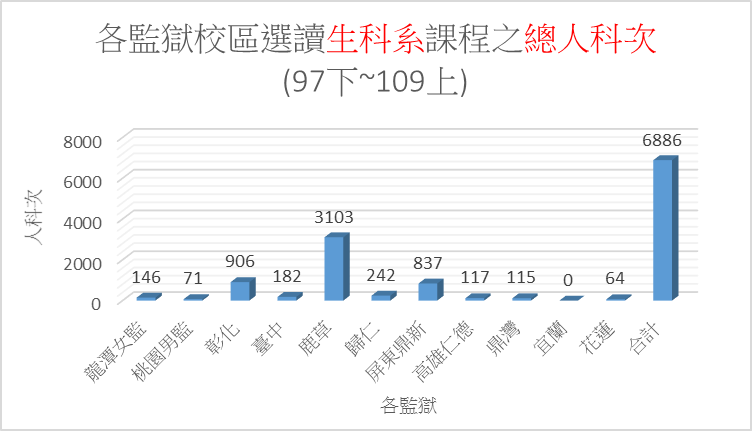 各監獄校區選讀生科系課程之總人科次
(97下~109上)
8000
6000
4000
2000
0
人科次
146
71
906
182
3103
242
837
117
115
0
64
6886
龍潭女監
桃園男監
彰化
臺中
鹿草
歸仁
屏東鼎新
高雄仁德
鼎灣
宜蘭
花蓮
合計
各監獄